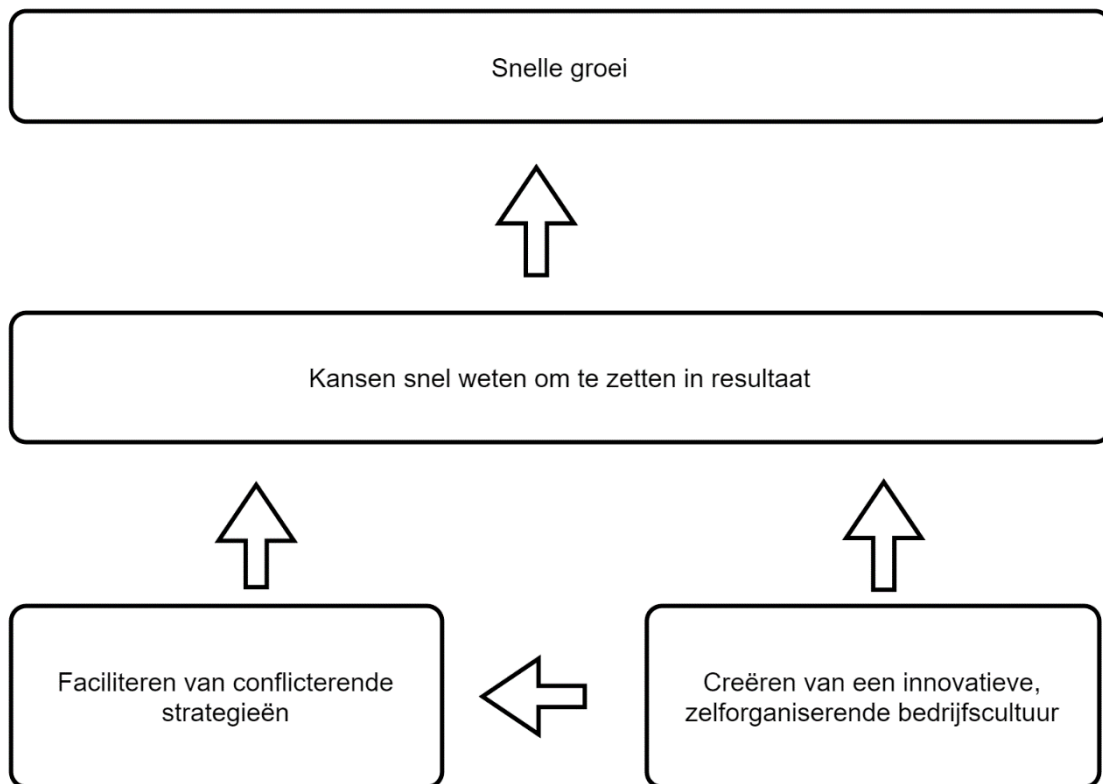 Snelle groei
Kansen snel weten om te zetten in resultaat
Faciliteren van conflicterende
strategieën
Creëren van een innovatieve,
zelforganiserende bedrijfscultuur